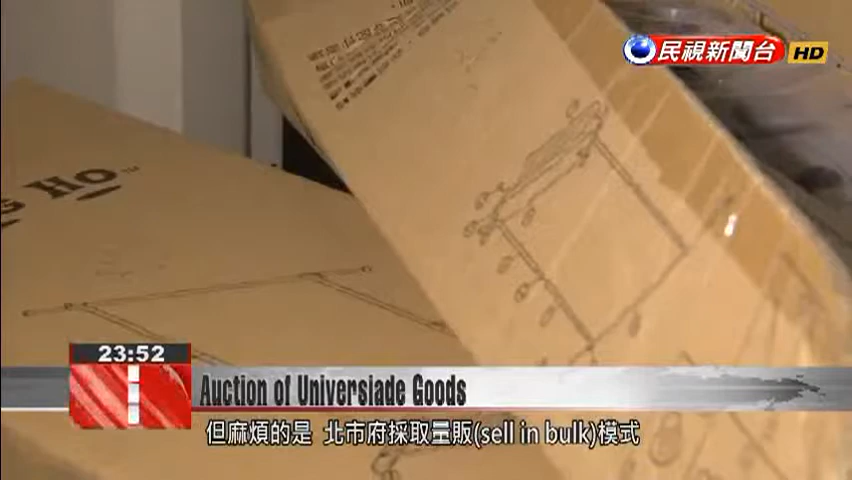 民視新聞台 HD
G HO™
23:52
Auction of Universiade Goods
但麻煩的是 北市府採取量販(sell in bulk)模式